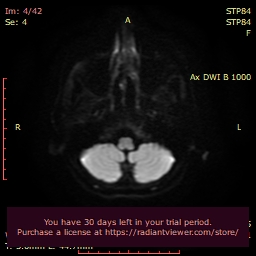 Im: 4/42
Se: 4
A
STP84
STP84
F
Ax DWI B 1000
R
L
You have 30 days left in your trial period.
Purchase a license at https://radiantviewer.com/store/